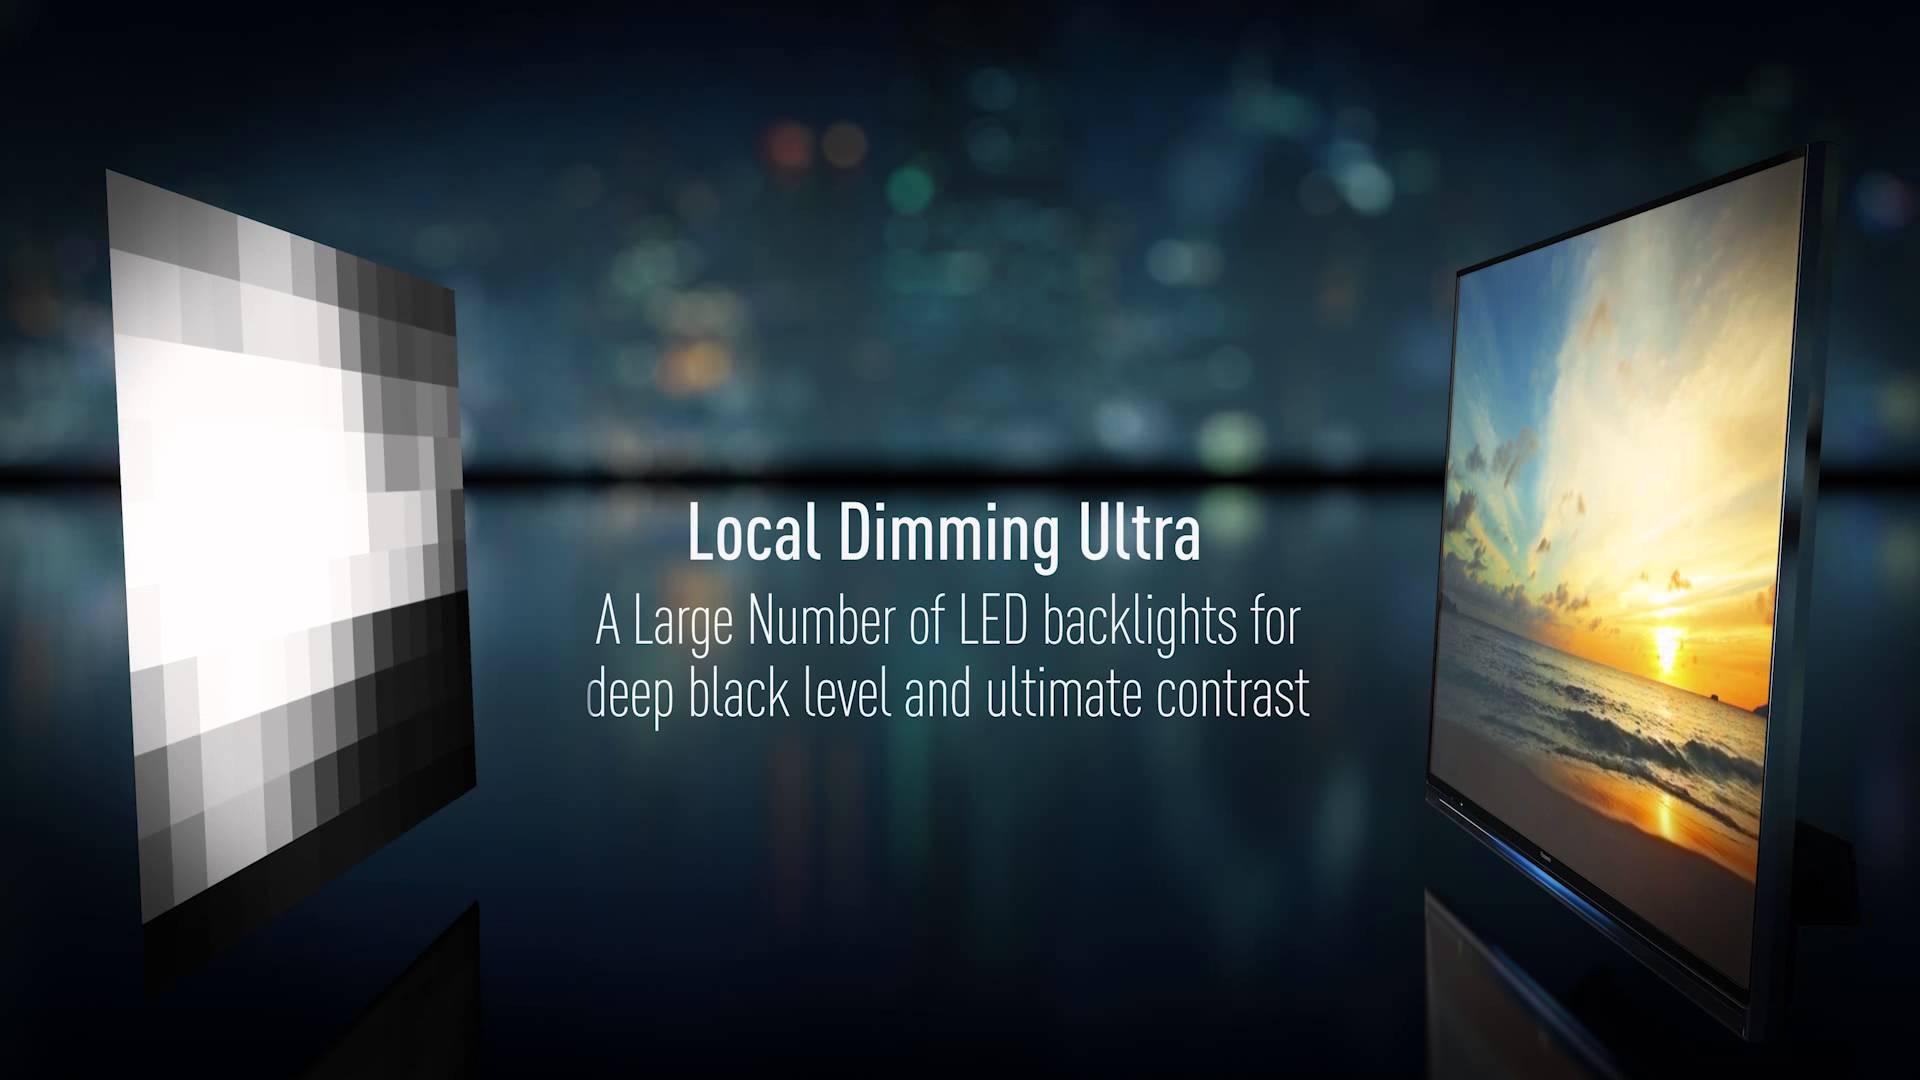 Local Dimming Ultra
A Large Number of LED backlights for
deep black level and ultimate contrast